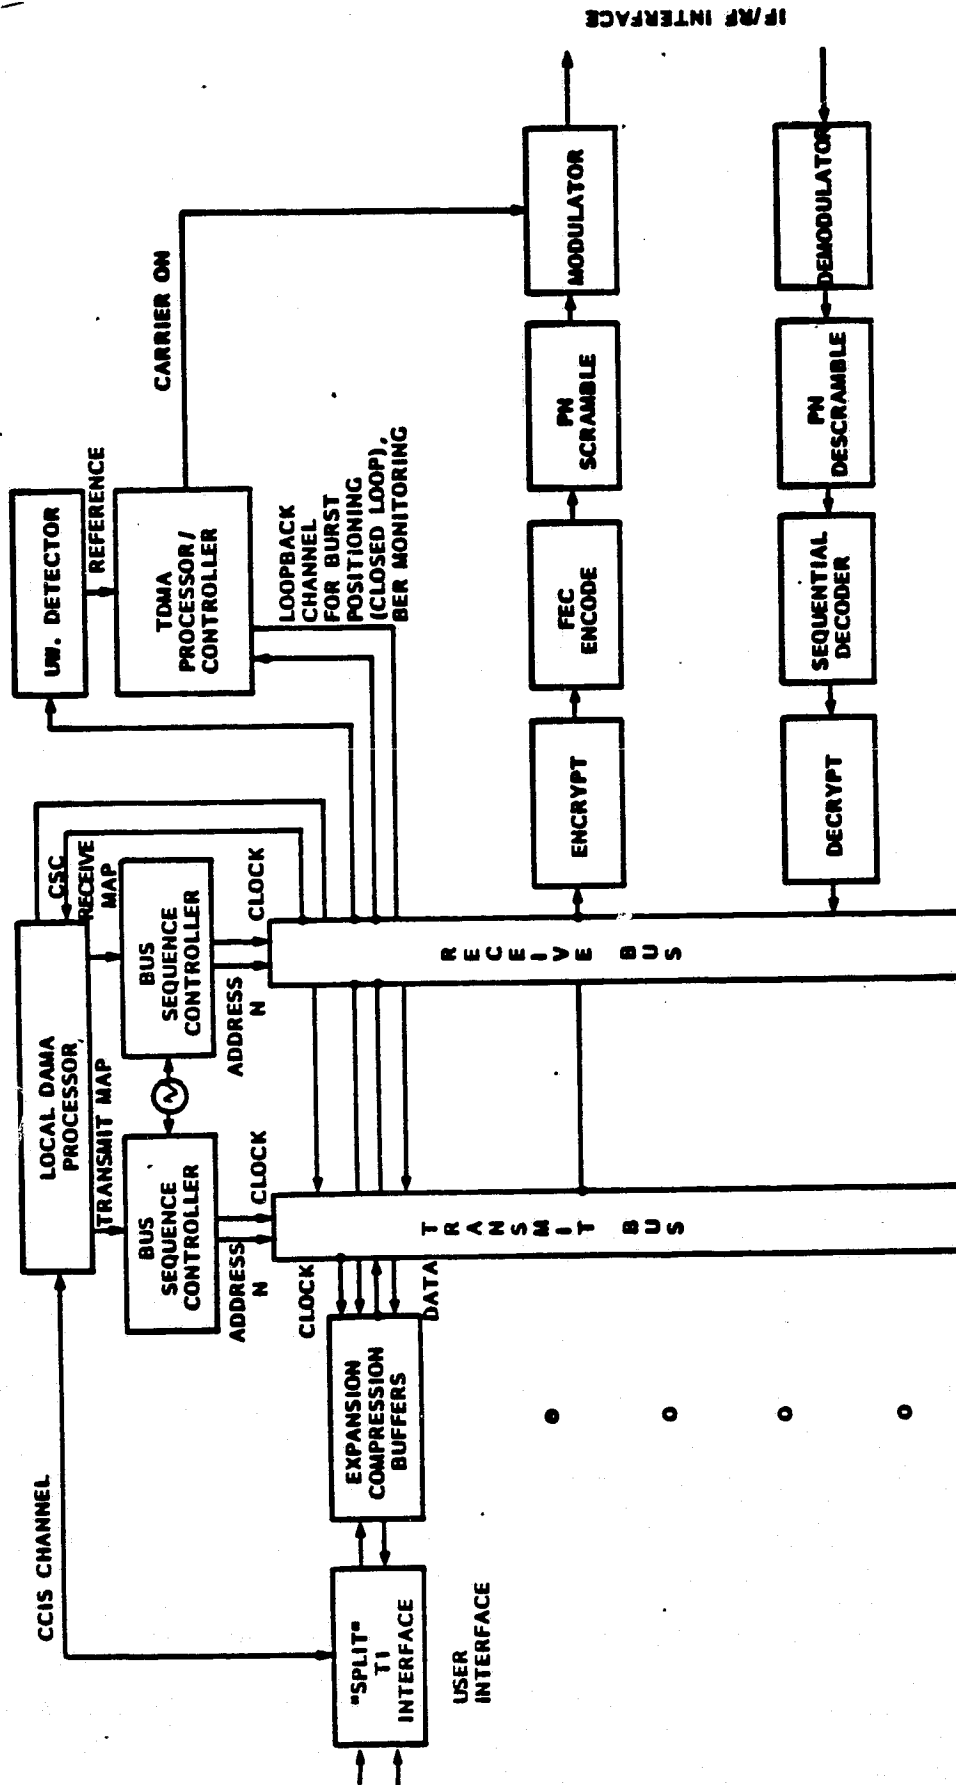 CCIS CHANNEL
LOCAL DAMA
PROCESSOR
CSC
RECEIVE
MAP
TRANSMIT MAP
BUS
SEQUENCE
CONTROLLER
BUS
SEQUENCE
CONTROLLER
ADDRESS
N
CLOCK
ADDRESS
N
CLOCK
UW. DETECTOR
REFERENCE
TDMA
PROCESSOR/
CONTROLLER
CARRIER ON
LOOPBACK
CHANNEL
FOR BURST
POSITIONING
(CLOSED LOOP),
BER MONITORING
"SPLIT"
T1
INTERFACE
USER
INTERFACE
EXPANSION
COMPRESSION
BUFFERS
CLOCK
DATA
TRANSMIT BUS
RECEIVE BUS
ENCRYPT
FEC
ENCODE
PN
SCRAMBLE
MODULATOR
DECRYPT
SEQUENTIAL
DECODER
PN
DESCRAMBLE
DEMODULATOR
IF/RF INTERFACE